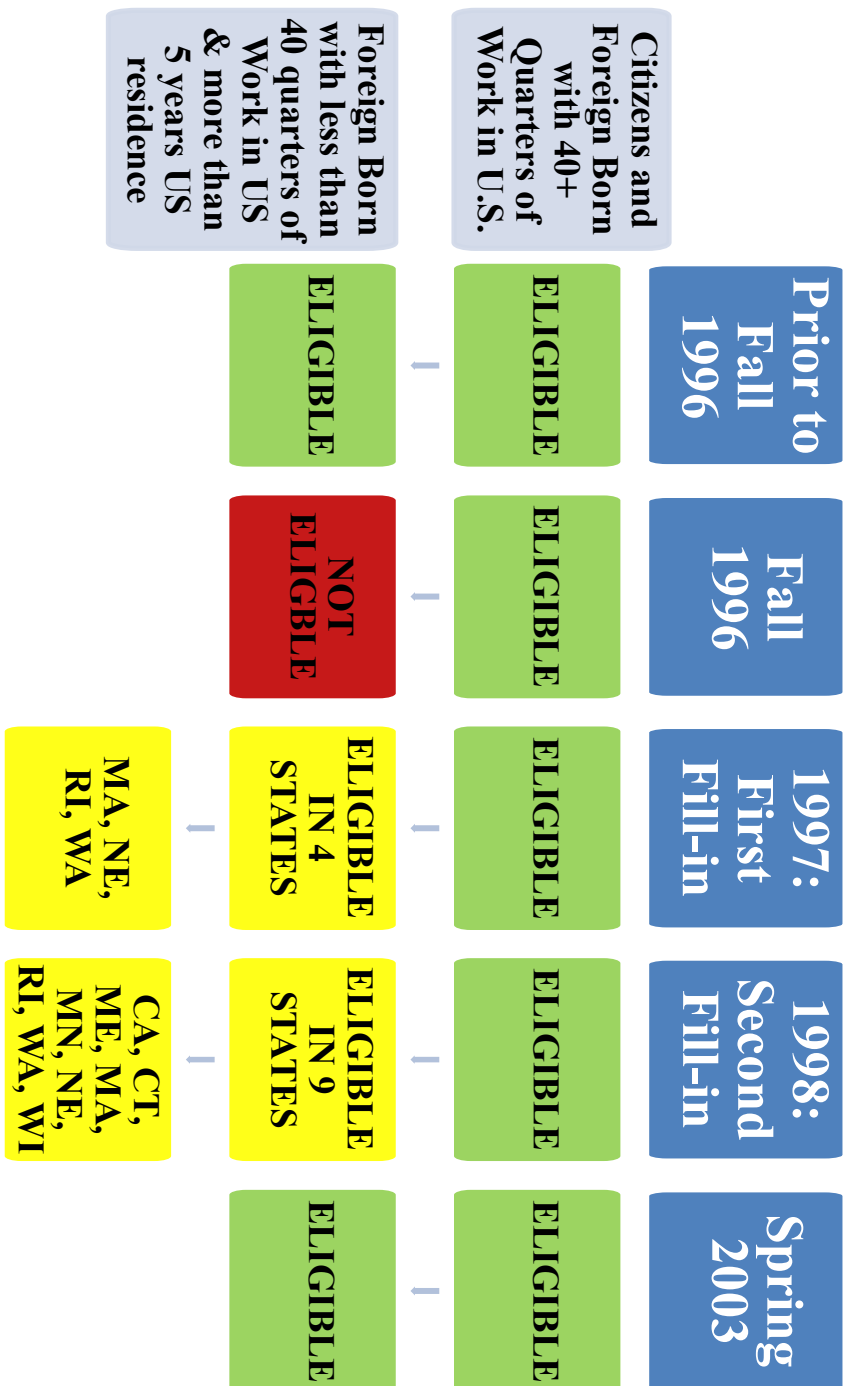 Prior to
Fall
1996
Fall
1996
1997:
First
Fill-in
1998:
Second
Fill-in
Spring
2003
Citizens and
Foreign Born
with 40+
Quarters of
Work in U.S.
ELIGIBLE
ELIGIBLE
ELIGIBLE
ELIGIBLE
ELIGIBLE
Foreign Born
with less than
40 quarters of
Work in US
& more than
5 years US
residence
ELIGIBLE
NOT
ELIGBLE
ELIGIBLE
IN 4
STATES
ELIGIBLE
IN 9
STATES
ELIGIBLE
MA, NE,
RI, WA
CA, CT,
ME, MA,
MN, NE,
RI, WA, WI